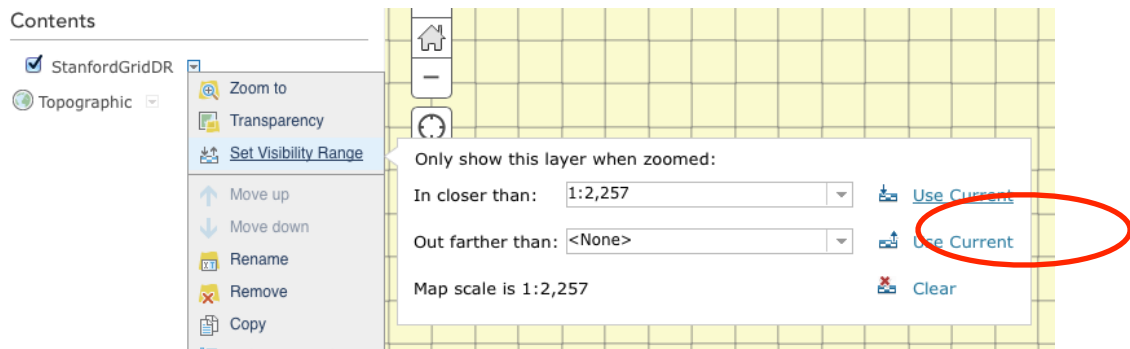 Contents
StanfordGridDR
Topographic
Zoom to
Transparency
Set Visibility Range
Move up
Move down
Rename
Remove
Copy
Only show this layer when zoomed:
In closer than: 1:2,257 Use Current
Out farther than: <None> Use Current
Map scale is 1:2,257 Clear